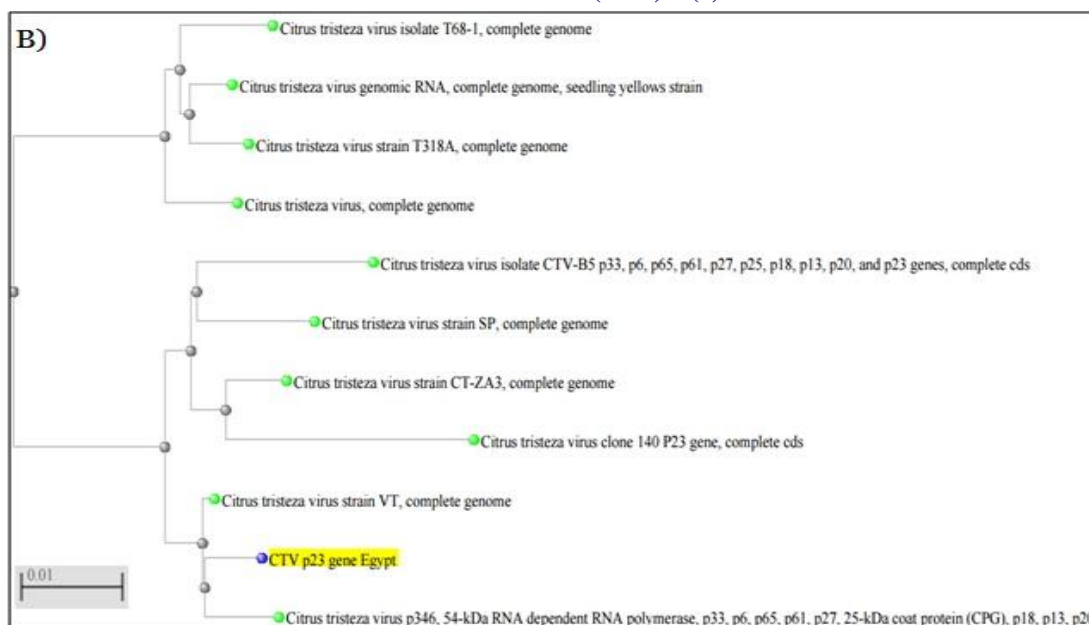 B)
Citrus tristeza virus isolate T68-1, complete genome
Citrus tristeza virus genomic RNA, complete genome, seedling yellows strain
Citrus tristeza virus strain T318A, complete genome
Citrus tristeza virus, complete genome
Citrus tristeza virus isolate CTV-B5 p33, p6, p65, p61, p27, p25, p18, p13, p20, and p23 genes, complete cds
Citrus tristeza virus strain SP, complete genome
Citrus tristeza virus strain CT-ZA3, complete genome
Citrus tristeza virus clone 140 P23 gene, complete cds
Citrus tristeza virus strain VT, complete genome
CTV p23 gene Egypt
0.01
Citrus tristeza virus p346, 54-kDa RNA dependent RNA polymerase, p33, p6, p65, p61, p27, 25-kDa coat protein (CPG), p18, p13,